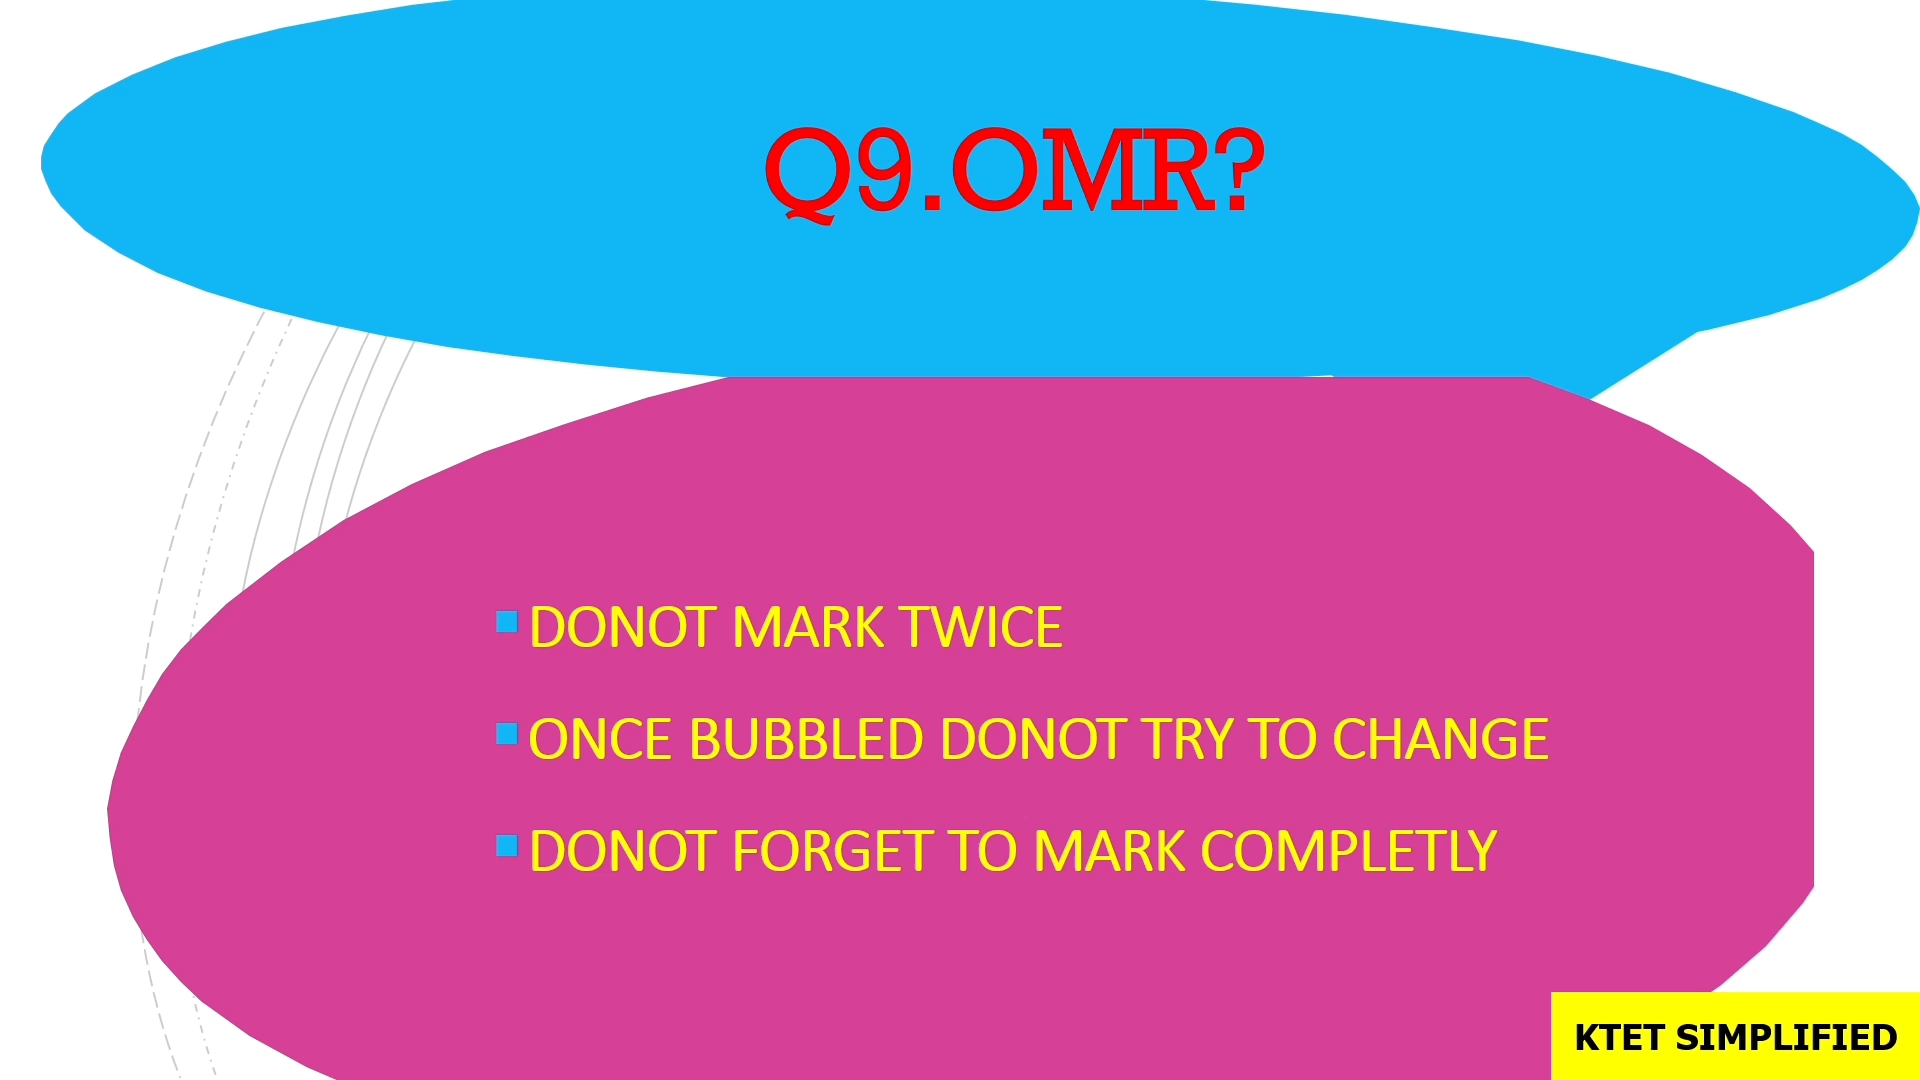 Q9.OMR?
DONOT MARK TWICE
ONCE BUBBLED DONOT TRY TO CHANGE
DONOT FORGET TO MARK COMPLETLY
KTET SIMPLIFIED